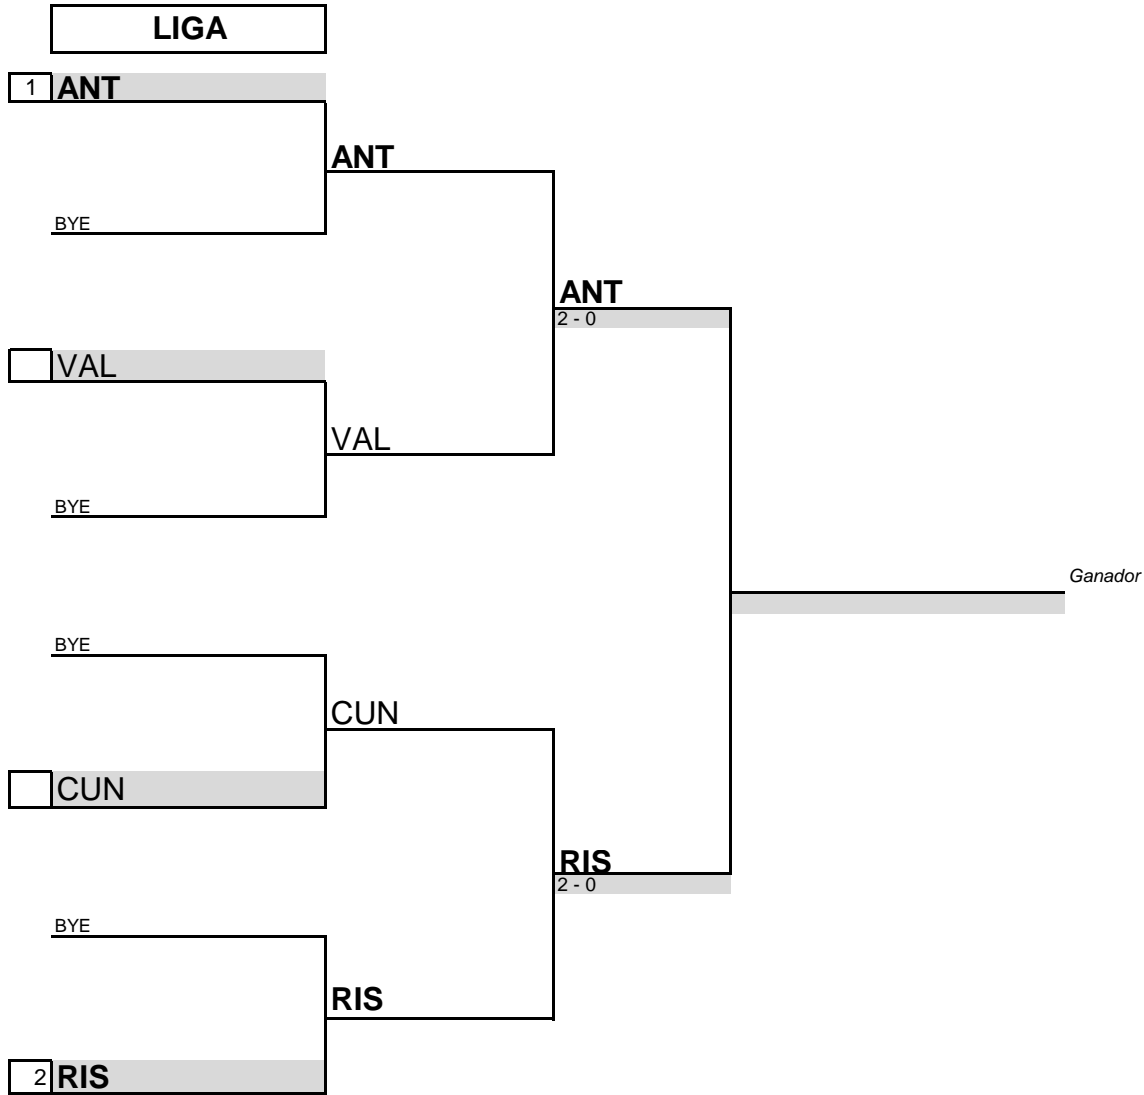 LIGA
1 ANT
ANT
BYE
ANT
2 - 0
VAL
VAL
BYE
Ganador
BYE
CUN
CUN
RIS
2 - 0
BYE
RIS
2 RIS